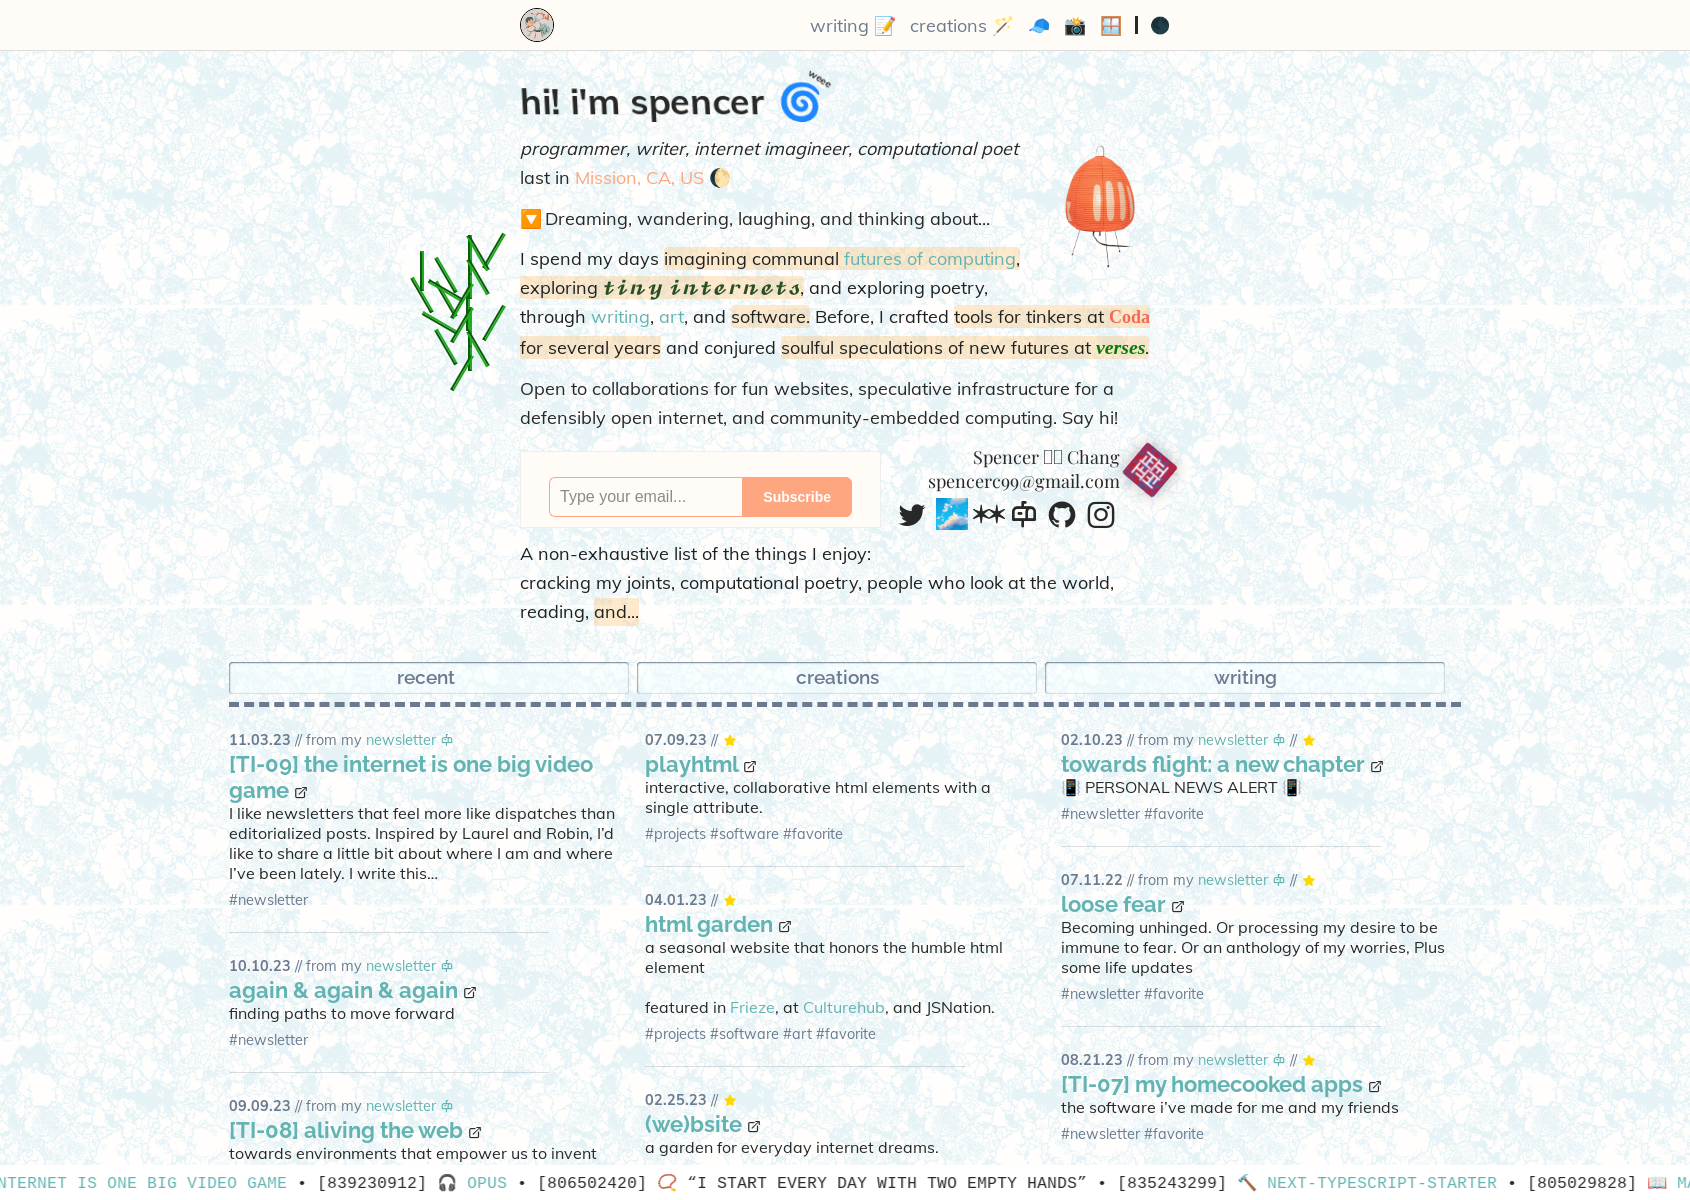 writing 📝 creations 🪄 🧢 📸 🪟 | 🌑
weee
hi! i'm spencer 🌀
programmer, writer, internet imagineer, computational poet
last in Mission, CA, US 🌔
🔽 Dreaming, wandering, laughing, and thinking about...
I spend my days imagining communal futures of computing,
exploring tiny internets, and exploring poetry,
through writing, art, and software. Before, I crafted tools for tinkers at Coda
for several years and conjured soulful speculations of new futures at verses.
Open to collaborations for fun websites, speculative infrastructure for a
defensibly open internet, and community-embedded computing. Say hi!
Type your email... Subscribe
Spencer Chang
spencerc99@gmail.com
A non-exhaustive list of the things I enjoy:
cracking my joints, computational poetry, people who look at the world,
reading, and...
recent
11.03.23 // from my newsletter
[TI-09] the internet is one big video
game
I like newsletters that feel more like dispatches than
editorialized posts. Inspired by Laurel and Robin, I'd
like to share a little bit about where I am and where
I've been lately. I write this…
#newsletter
10.10.23 // from my newsletter
again & again & again
finding paths to move forward
#newsletter
09.09.23 // from my newsletter
[TI-08] aliving the web
towards environments that empower us to invent
creations
07.09.23 // ⭐
playhtml
interactive, collaborative html elements with a
single attribute.
#projects #software #favorite
04.01.23 // ⭐
html garden
a seasonal website that honors the humble html
element
featured in Frieze, at Culturehub, and JSNation.
#projects #software #art #favorite
02.25.23 // ⭐
(we)bsite
a garden for everyday internet dreams.
writing
02.10.23 // from my newsletter // ⭐
towards flight: a new chapter
📳 PERSONAL NEWS ALERT 📳
#newsletter #favorite
07.11.22 // from my newsletter // ⭐
loose fear
Becoming unhinged. Or processing my desire to be
immune to fear. Or an anthology of my worries, Plus
some life updates
#newsletter #favorite
08.21.23 // from my newsletter // ⭐
[TI-07] my homecooked apps
the software i've made for me and my friends
#newsletter #favorite
NTERNET IS ONE BIG VIDEO GAME • [839230912] 🎧 OPUS • [806502420] 📿 “I START EVERY DAY WITH TWO EMPTY HANDS” • [835243299] 🔨 NEXT-TYPESCRIPT-STARTER • [805029828] 📖 MA